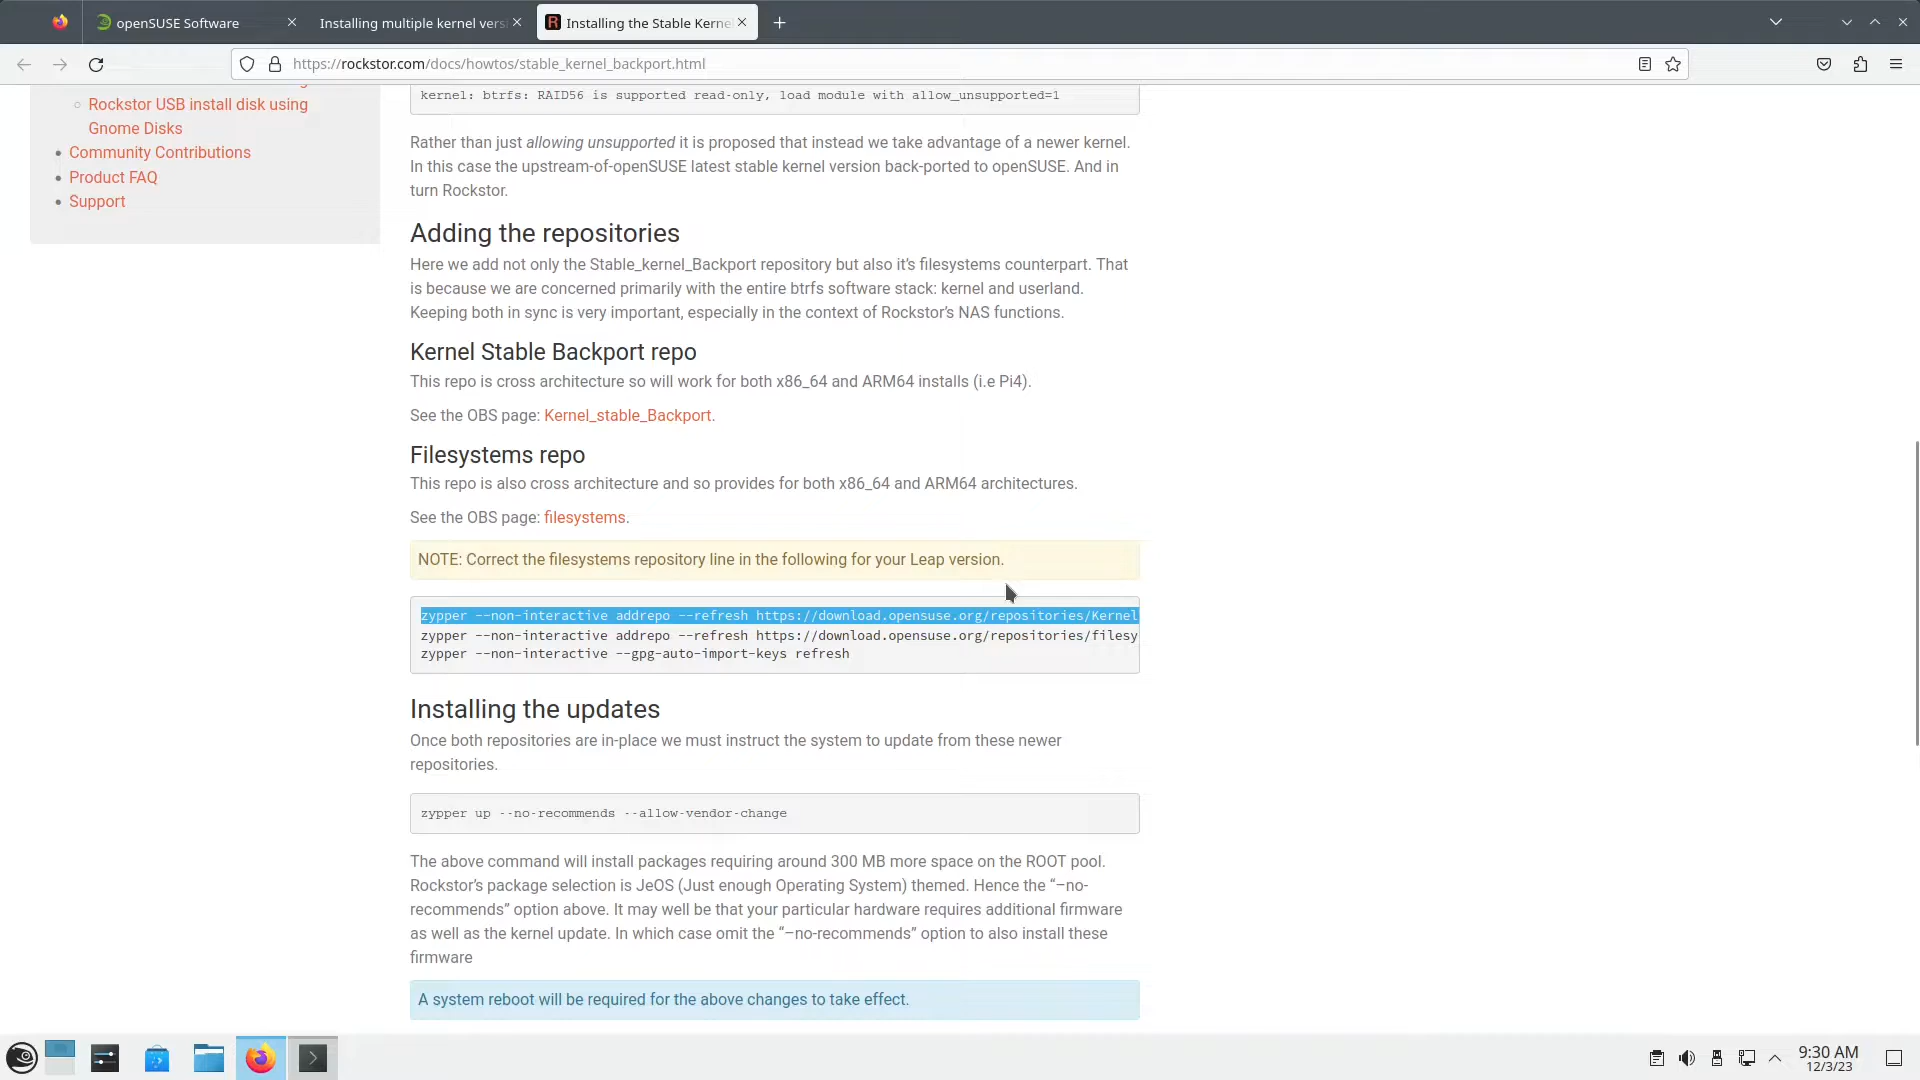 openSUSE Software
Installing multiple kernel vers
Installing the Stable Kerne
https://rockstor.com/docs/howtos/stable_kernel_backport.html
Rockstor USB install disk using
Gnome Disks
Community Contributions
Product FAQ
Support
kernel: btrfs: RAID56 is supported read-only, load module with allow_unsupported=1
Rather than just allowing unsupported it is proposed that instead we take advantage of a newer kernel.
In this case the upstream-of-openSUSE latest stable kernel version back-ported to openSUSE. And in
turn Rockstor.
Adding the repositories
Here we add not only the Stable_kernel_Backport repository but also it’s filesystems counterpart. That
is because we are concerned primarily with the entire btrfs software stack: kernel and userland.
Keeping both in sync is very important, especially in the context of Rockstor’s NAS functions.
Kernel Stable Backport repo
This repo is cross architecture so will work for both x86_64 and ARM64 installs (i.e Pi4).
See the OBS page: Kernel_stable_Backport.
Filesystems repo
This repo is also cross architecture and so provides for both x86_64 and ARM64 architectures.
See the OBS page: filesystems.
NOTE: Correct the filesystems repository line in the following for your Leap version.
zypper --non-interactive addrepo --refresh https://download.opensuse.org/repositories/Kernel
zypper --non-interactive addrepo --refresh https://download.opensuse.org/repositories/filesy
zypper --non-interactive --gpg-auto-import-keys refresh
Installing the updates
Once both repositories are in-place we must instruct the system to update from these newer
repositories.
zypper up --no-recommends --allow-vendor-change
The above command will install packages requiring around 300 MB more space on the ROOT pool.
Rockstor’s package selection is JeOS (Just enough Operating System) themed. Hence the “–no-
recommends” option above. It may well be that your particular hardware requires additional firmware
as well as the kernel update. In which case omit the “–no-recommends” option to also install these
firmware
A system reboot will be required for the above changes to take effect.
9:30 AM
12/3/23